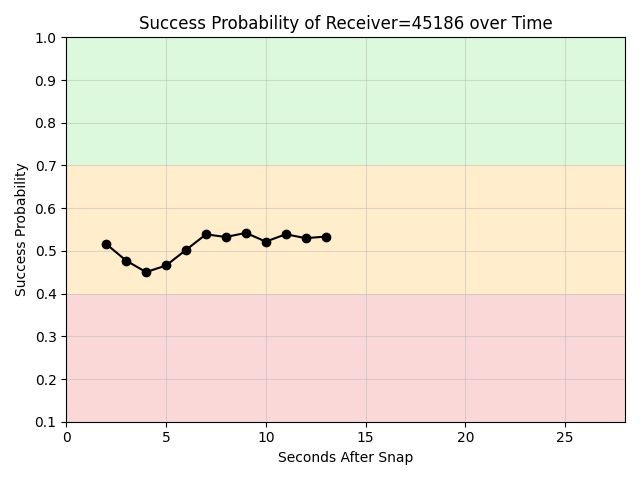 Success Probability of Receiver=45186 over Time
1.0
0.9
0.8
0.7
0.6
0.5
0.4
0.3
0.2
0.1
Success Probability
0 5 10 15 20 25
Seconds After Snap